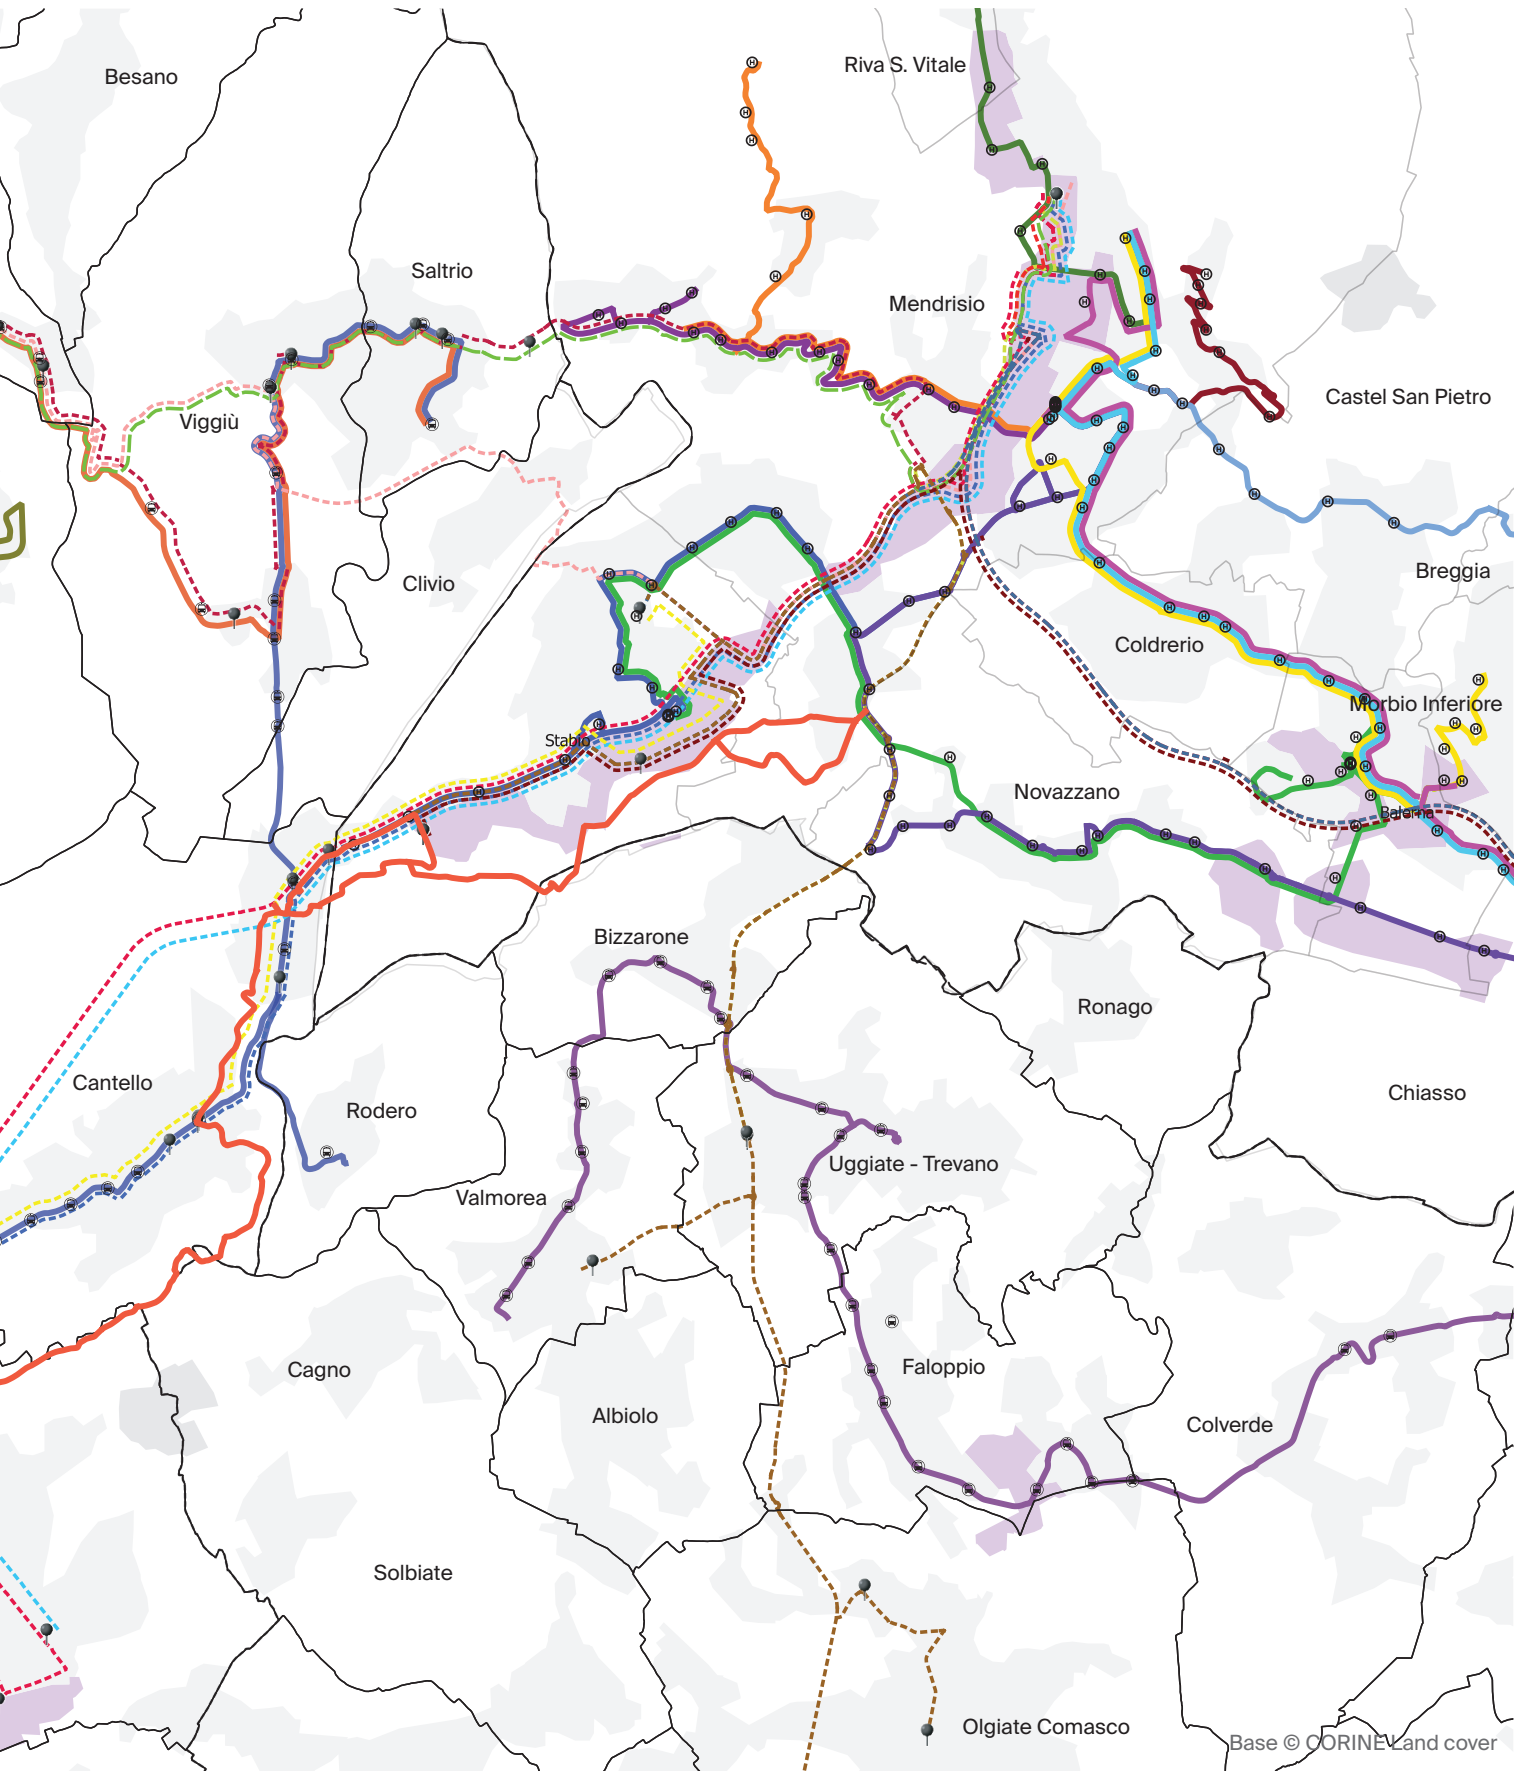 Riva S. Vitale
Besano
Saltrio
Mendrisio
Castel San Pietro
Viggiù
Breggia
Clivio
Coldrerio
Morbio Inferiore
Stabio
Novazzano
Balerna
Bizzarone
Ronago
Cantello
Chiasso
Rodero
Uggiate - Trevano
Valmorea
Faloppio
Cagno
Albiolo
Colverde
Solbiate
Olgiate Comasco
Base © CORINE Land cover